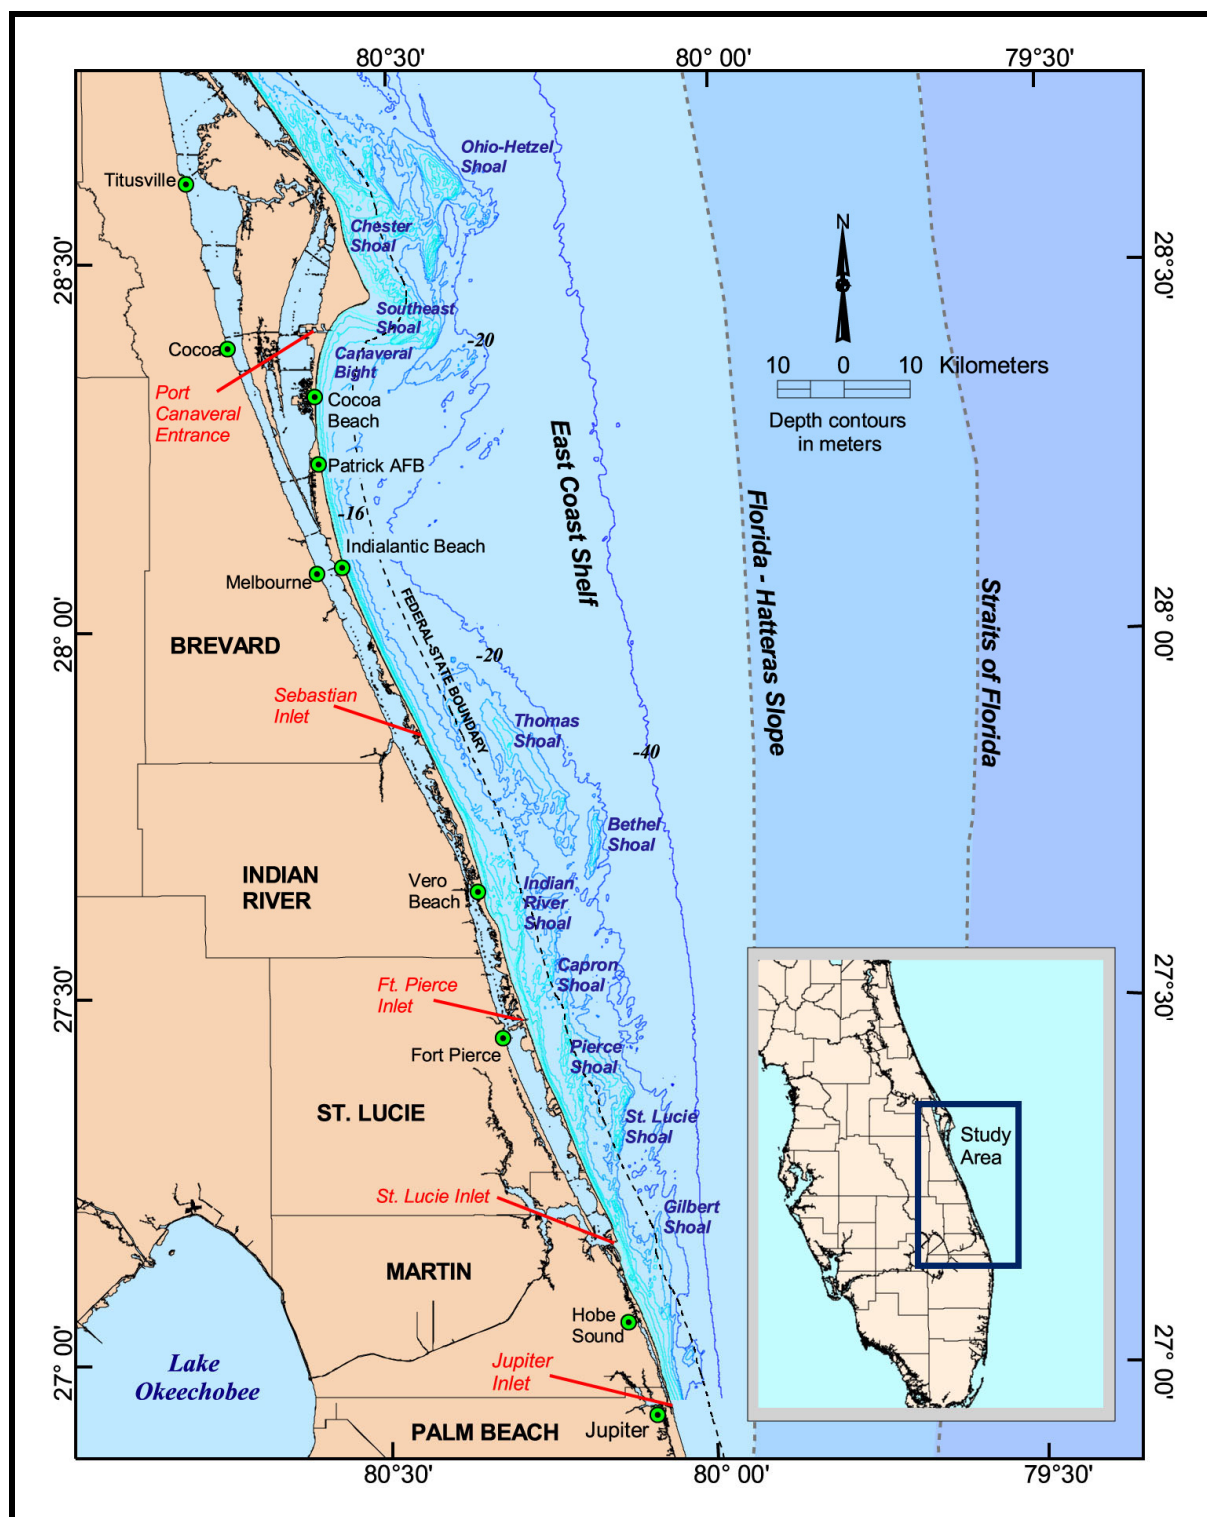 80°30'
80° 00'
79°30'
Ohio-Hetzel
Shoal
Titusville
Chester
Shoal
N
28°30'
28°30'
Southeast
Shoal
-20
Cocoa
Canaveral
Bight
10 0 10 Kilometers
Port
Canaveral
Entrance
Cocoa
Beach
Depth contours
in meters
Patrick AFB
East Coast Shelf
Florida - Hatteras Slope
Straits of Florida
-16
Indialantic Beach
Melbourne
FEDERAL-STATE BOUNDARY
28° 00'
28° 00'
BREVARD
-20
Sebastian
Inlet
Thomas
Shoal
-40
Bethel
Shoal
INDIAN
RIVER
Vero
Beach
Indian
River
Shoal
Capron
Shoal
Ft. Pierce
Inlet
27°30'
27°30'
Fort Pierce
Pierce
Shoal
ST. LUCIE
St. Lucie
Shoal
Study
Area
St. Lucie Inlet
Gilbert
Shoal
MARTIN
Hobe
Sound
Lake
Okeechobee
Jupiter
Inlet
27° 00'
27° 00'
PALM BEACH
Jupiter
80°30'
80° 00'
79°30'